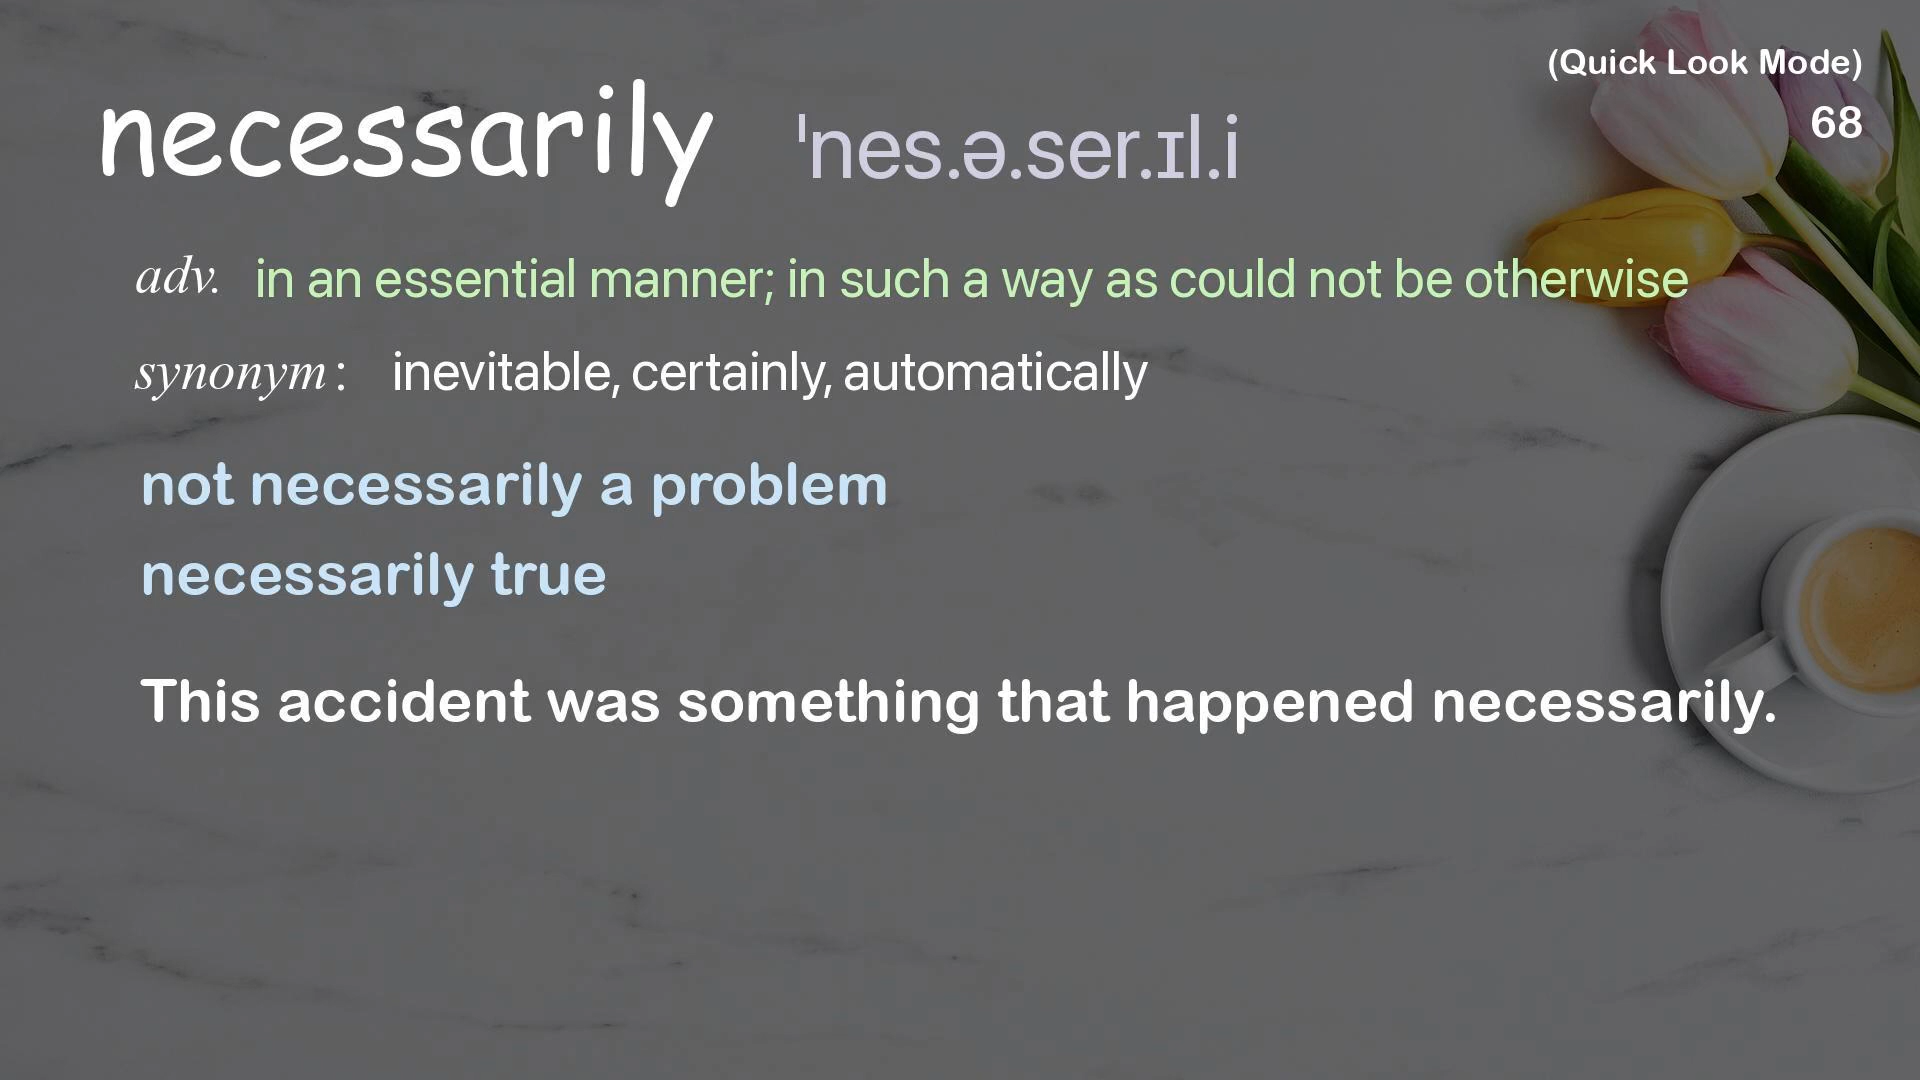 (Quick Look Mode)
necessarily ˈnes.ə.ser.ɪl.i
68
adv. in an essential manner; in such a way as could not be otherwise
synonym : inevitable, certainly, automatically
not necessarily a problem
necessarily true
This accident was something that happened necessarily.